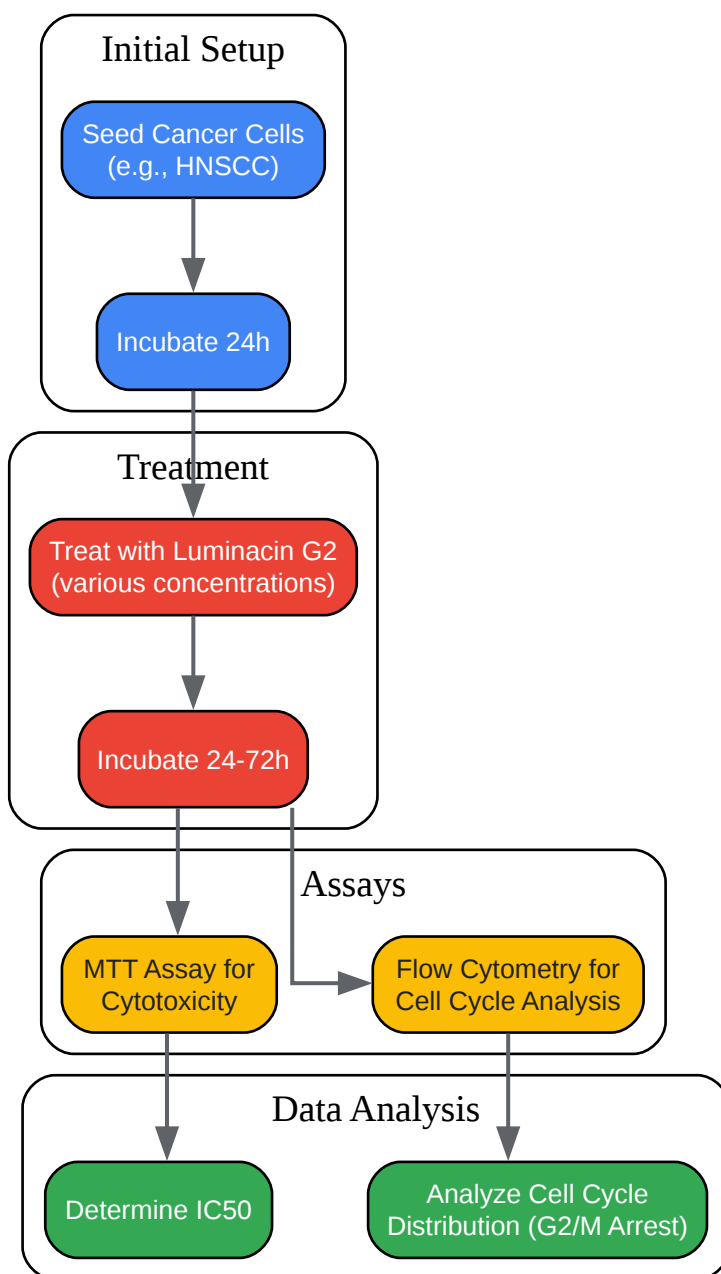 Initial Setup
Seed Cancer Cells
(e.g., HNSCC)
Incubate 24h
Treatment
Treat with Luminacin G2
(various concentrations)
Incubate 24-72h
Assays
MTT Assay for
Cytotoxicity
Flow Cytometry for
Cell Cycle Analysis
Data Analysis
Determine IC50
Analyze Cell Cycle
Distribution (G2/M Arrest)